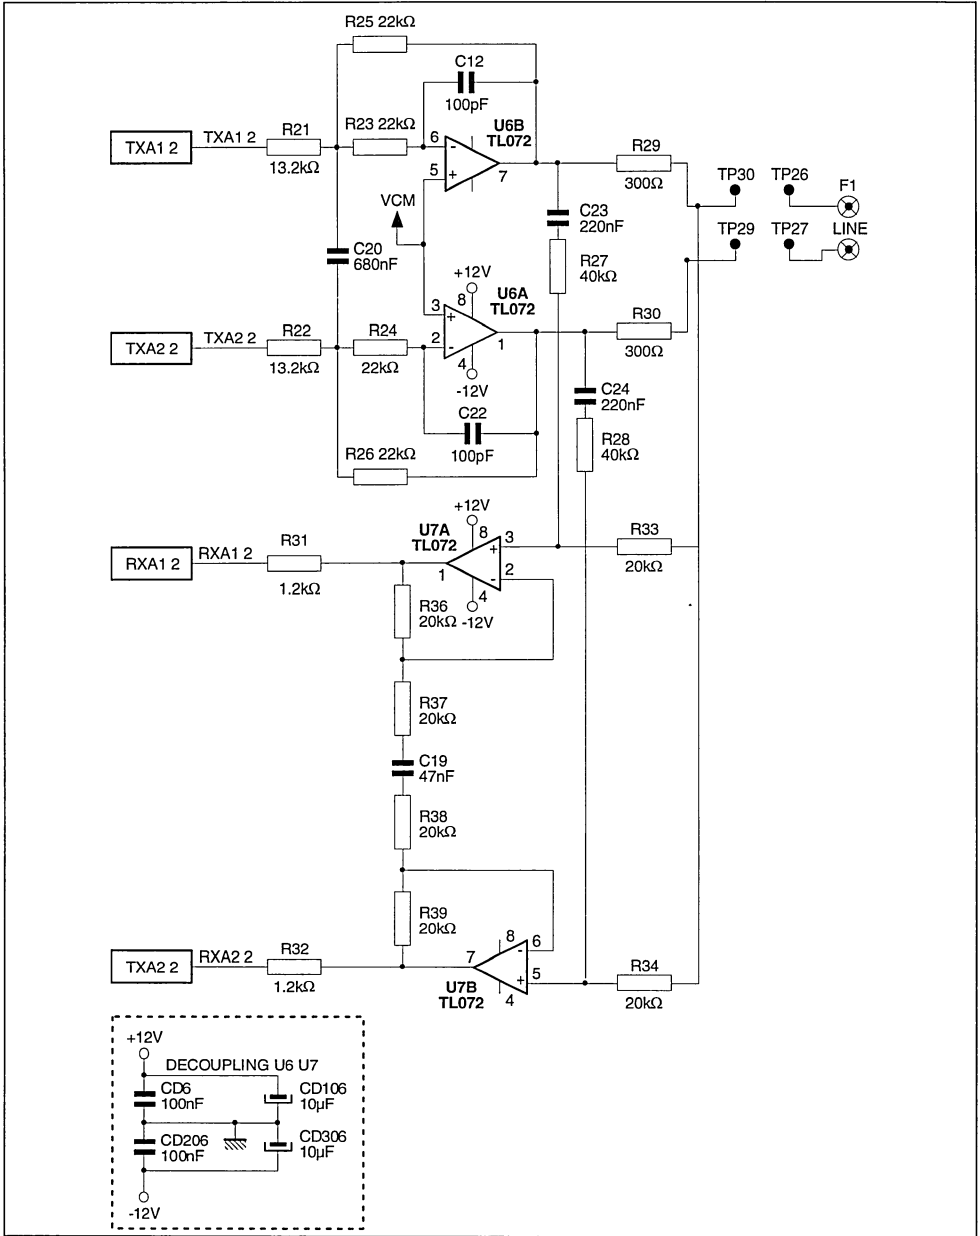 R25 22kΩ
C12
100pF
U6B
TL072
TXA1 2
TXA1 2
R21
13.2kΩ
R23 22kΩ
6
-
5
+
7
R29
300Ω
TP30
TP26
F1
VCM
C23
220nF
TP29
TP27
LINE
C20
680nF
R27
40kΩ
+12V
U6A
TL072
8
3
+
2
-
1
4
-12V
R30
300Ω
TXA2 2
TXA2 2
R22
13.2kΩ
R24
22kΩ
C22
100pF
C24
220nF
R28
40kΩ
R26 22kΩ
+12V
U7A
TL072
8
3
+
2
-
1
4
-12V
R33
20kΩ
RXA1 2
RXA1 2
R31
1.2kΩ
R36
20kΩ
R37
20kΩ
C19
47nF
R38
20kΩ
R39
20kΩ
8
6
-
7
5
+
4
U7B
TL072
R34
20kΩ
TXA2 2
RXA2 2
R32
1.2kΩ
+12V
DECOUPLING U6 U7
CD6
100nF
CD106
10µF
CD206
100nF
CD306
10µF
-12V